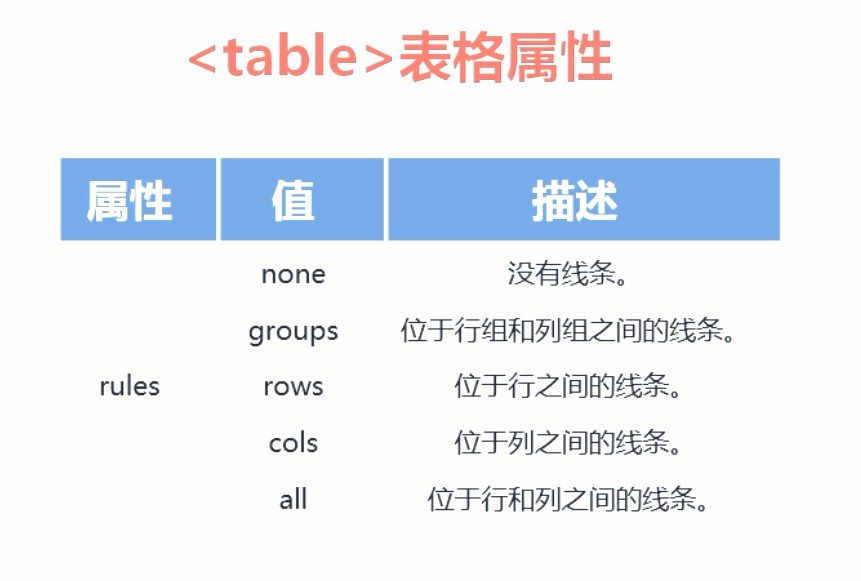 <table>表格属性
属性 值 描述
none 没有线条。
groups 位于行组和列组之间的线条。
rules rows 位于行之间的线条。
cols 位于列之间的线条。
all 位于行和列之间的线条。